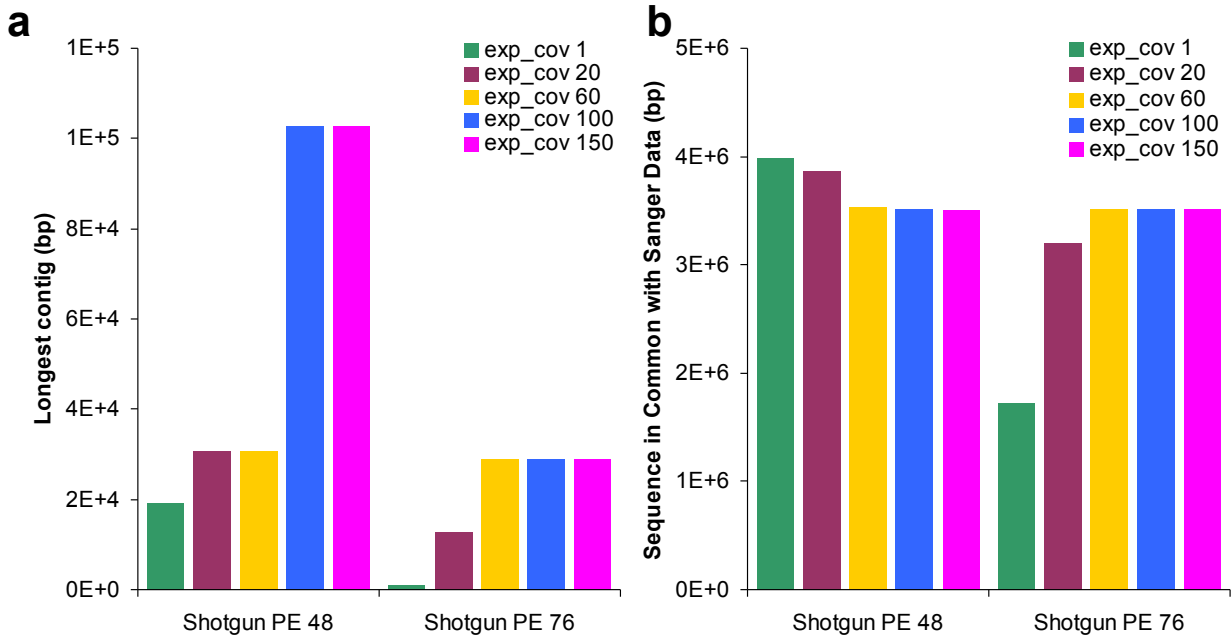 a
Longest contig (bp)
1E+5
1E+5
8E+4
6E+4
4E+4
2E+4
0E+0
exp_cov 1
exp_cov 20
exp_cov 60
exp_cov 100
exp_cov 150
Shotgun PE 48
Shotgun PE 76
b
Sequence in Common with Sanger Data (bp)
5E+6
4E+6
3E+6
2E+6
1E+6
0E+0
exp_cov 1
exp_cov 20
exp_cov 60
exp_cov 100
exp_cov 150
Shotgun PE 48
Shotgun PE 76